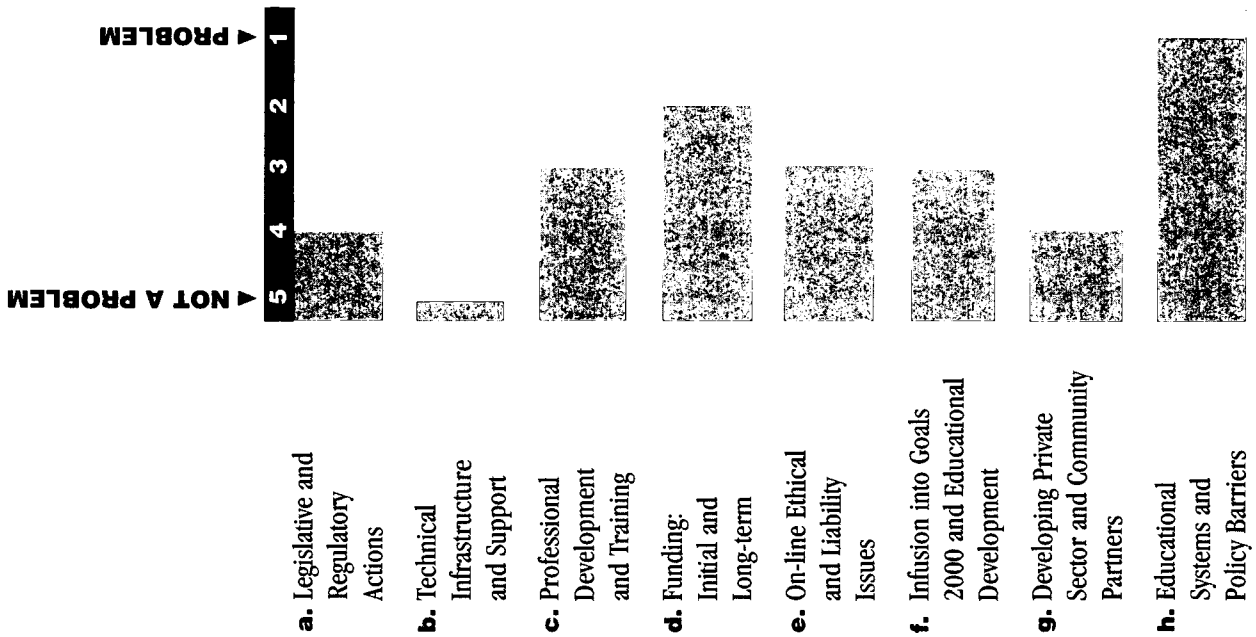 NOT A PROBLEM ▲
PROBLEM ▲
5 4 3 2 1
a. Legislative and
Regulatory
Actions
b. Technical
Infrastructure
and Support
c. Professional
Development
and Training
d. Funding:
Initial and
Long-term
e. On-line Ethical
and Liability
Issues
f. Infusion into Goals
2000 and Educational
Development
g. Developing Private
Sector and Community
Partners
h. Educational
Systems and
Policy Barriers